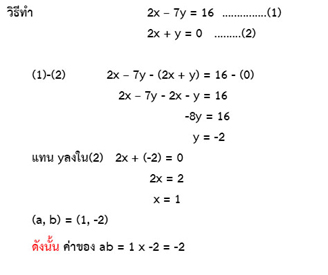 วิธีทำ 2x – 7y = 16 ...............(1)
2x + y = 0 .........(2)
(1)-(2) 2x – 7y - (2x + y) = 16 - (0)
2x – 7y - 2x - y = 16
-8y = 16
y = -2
แทน yลงใน(2) 2x + (-2) = 0
2x = 2
x = 1
(a, b) = (1, -2)
ดังนั้น ค่าของ ab = 1 x -2 = -2